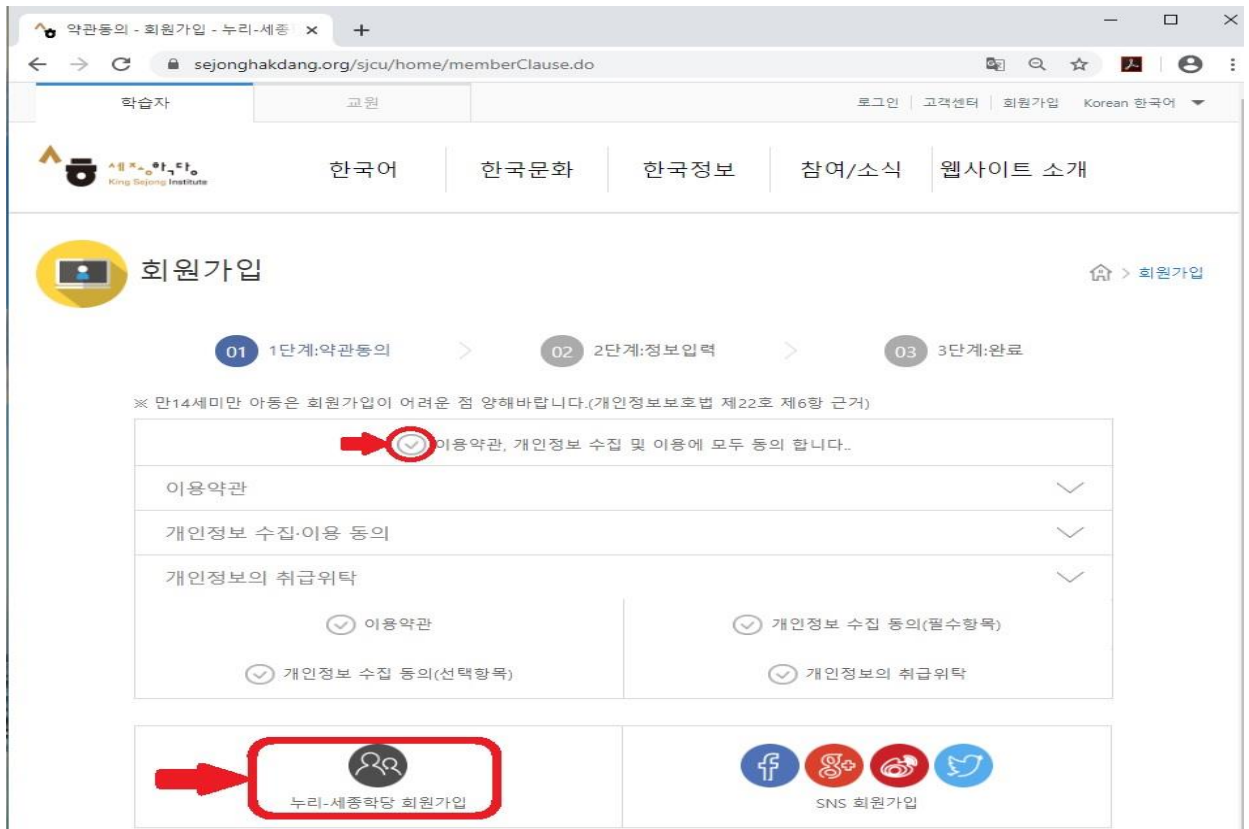 약관동의 - 회원가입 - 누리-세종
sejonghakdang.org/sjcu/home/memberClause.do
학습자 교원 로그인 고객센터 회원가입 Korean 한국어
세종학당
King Sejong Institute
한국어 한국문화 한국정보 참여/소식 웹사이트 소개
회원가입
> 회원가입
01 1단계:약관동의 > 02 2단계:정보입력 > 03 3단계:완료
※ 만14세미만 아동은 회원가입이 어려운 점 양해바랍니다.(개인정보보호법 제22호 제6항 근거)
이용약관, 개인정보 수집 및 이용에 모두 동의 합니다..
이용약관
개인정보 수집·이용 동의
개인정보의 취급위탁
이용약관 개인정보 수집 동의(필수항목)
개인정보 수집 동의(선택항목) 개인정보의 취급위탁
누리-세종학당 회원가입 SNS 회원가입